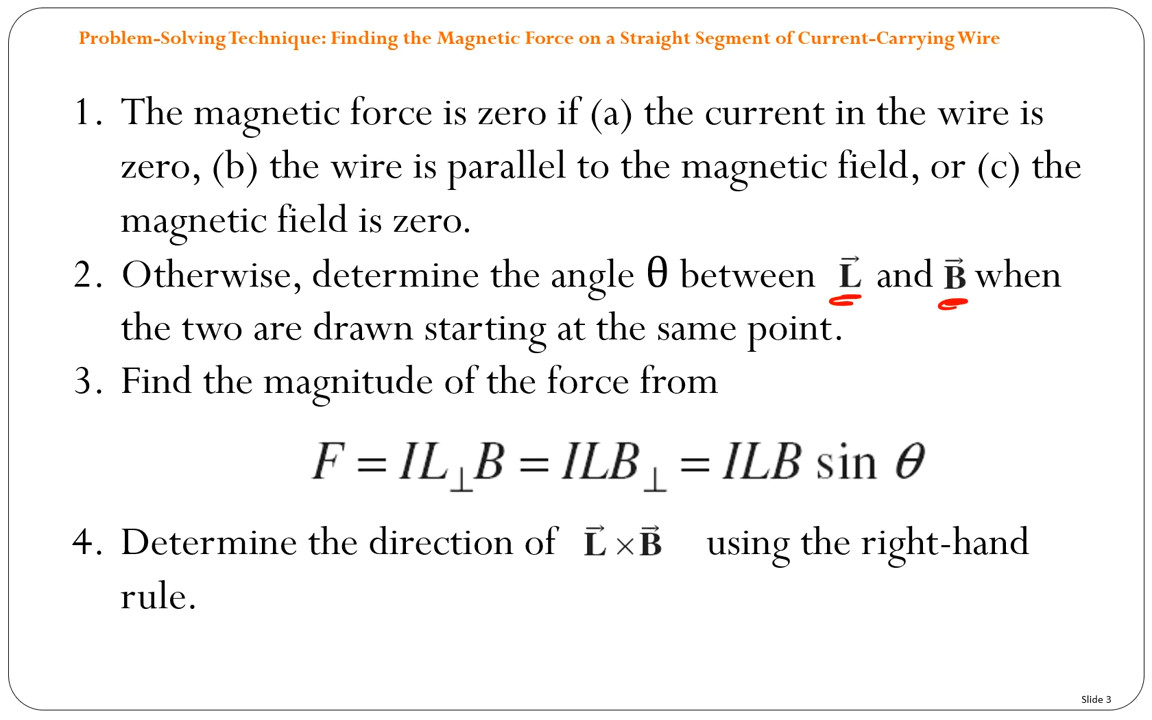 Problem-Solving Technique: Finding the Magnetic Force on a Straight Segment of Current-Carrying Wire
1. The magnetic force is zero if (a) the current in the wire is
zero, (b) the wire is parallel to the magnetic field, or (c) the
magnetic field is zero.
2. Otherwise, determine the angle θ between L⃗ and B⃗ when
the two are drawn starting at the same point.
3. Find the magnitude of the force from
F = IL⊥B = ILB⊥ = ILB sin θ
4. Determine the direction of L⃗ × B⃗ using the right-hand
rule.
Slide 3